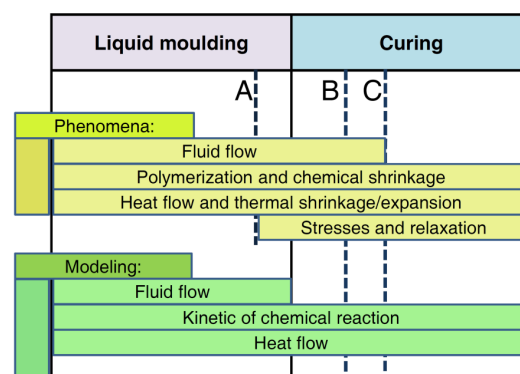 Liquid moulding Curing
A B C
Phenomena:
Fluid flow
Polymerization and chemical shrinkage
Heat flow and thermal shrinkage/expansion
Stresses and relaxation
Modeling:
Fluid flow
Kinetic of chemical reaction
Heat flow